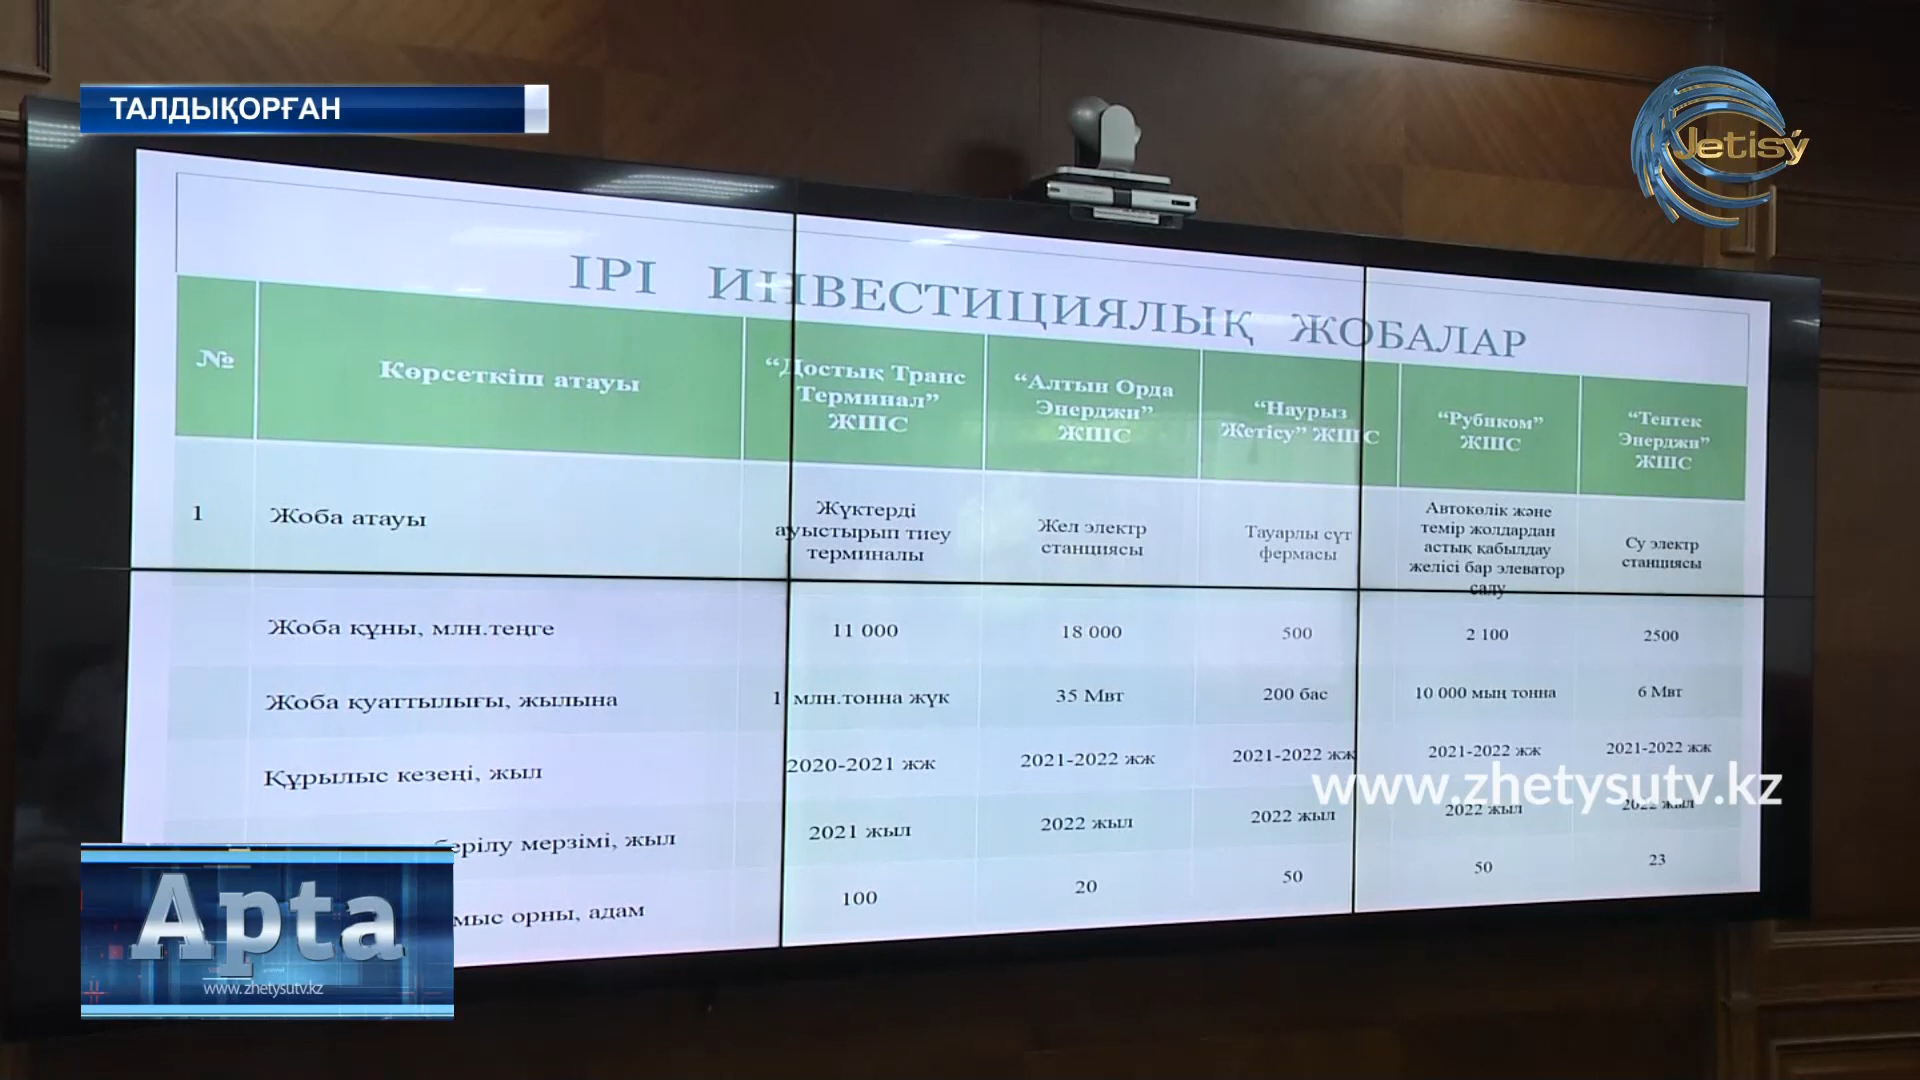 ТАЛДЫҚОРҒАН
Jetisý
ІРІ ИНВЕСТИЦИЯЛЫҚ ЖОБАЛАР
№
Көрсеткіш атауы
“Достық Транс
Терминал”
ЖШС
“Алтын Орда
Энерджи”
ЖШС
“Наурыз
Жетісу” ЖШС
“Рубиком”
ЖШС
“Тентек
Энерджи”
ЖШС
1
Жоба атауы
Жүктерді
ауыстырып тиеу
терминалы
Жел электр
станциясы
Тауарлы сүт
фермасы
Автокөлік және
темір жолдардан
астық қабылдау
желісі бар элеватор
салу
Су электр
станциясы
Жоба құны, млн.теңге
11 000
18 000
500
2 100
2500
Жоба қуаттылығы, жылына
1 млн.тонна жүк
35 Мвт
200 бас
10 000 мың тонна
6 Мвт
Құрылыс кезеңі, жыл
2020-2021 жж
2021-2022 жж
2021-2022 жж
2021-2022 жж
2021-2022 жж
www.zhetysutv.kz
берілу мерзімі, жыл
2021 жыл
2022 жыл
2022 жыл
2022 жыл
2022 жыл
мыс орны, адам
100
20
50
50
23
Apta
www.zhetysutv.kz